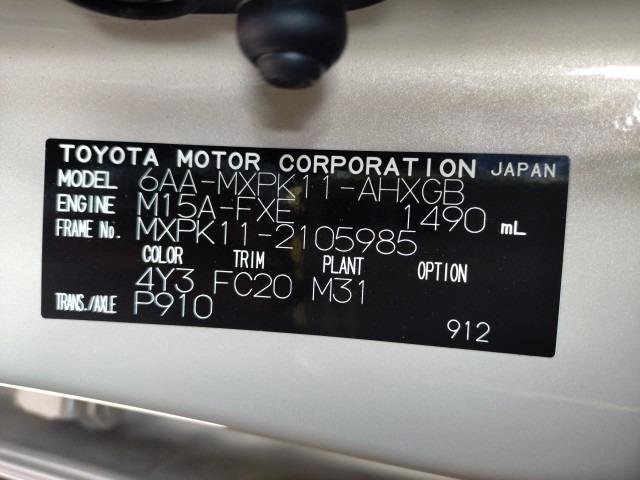 TOYOTA MOTOR CORPORATION JAPAN
MODEL 6AA-MXPK11-AHXGB
ENGINE M15A-FXE 1490 mL
FRAME No. MXPK11-2105985
COLOR TRIM PLANT OPTION
4Y3 FC20 M31
TRANS./AXLE P910
912